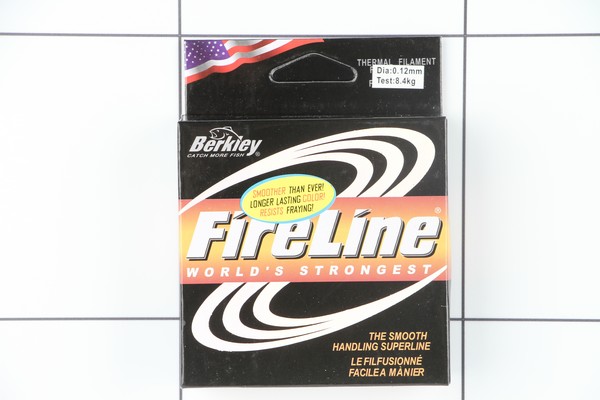 THERMAL FILAMENT
Dia:0.12mm
Test:8.4kg
Berkley®
CATCH MORE FISH
SMOOTHER THAN EVER!
LONGER LASTING COLOR!
RESISTS FRAYING!
FireLine®
WORLD'S STRONGEST
THE SMOOTH
HANDLING SUPERLINE
LE FILFUSIONNÉ
FACILEA MANIER